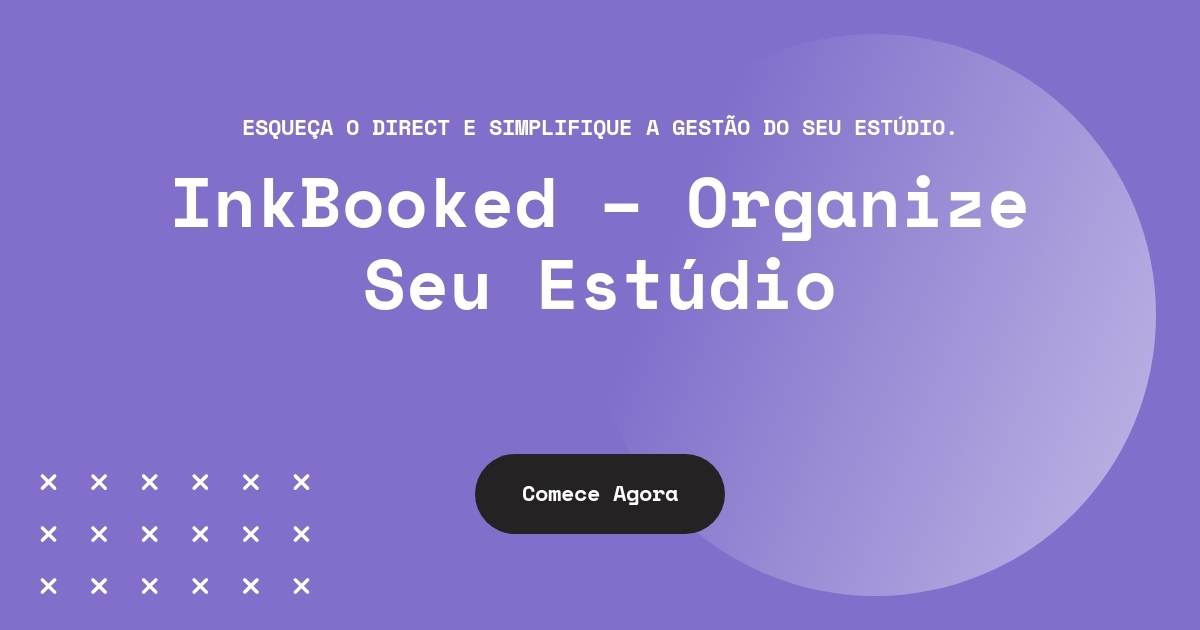 ESQUEÇA O DIRECT E SIMPLIFIQUE A GESTÃO DO SEU ESTÚDIO.
InkBooked – Organize
Seu Estúdio
Comece Agora